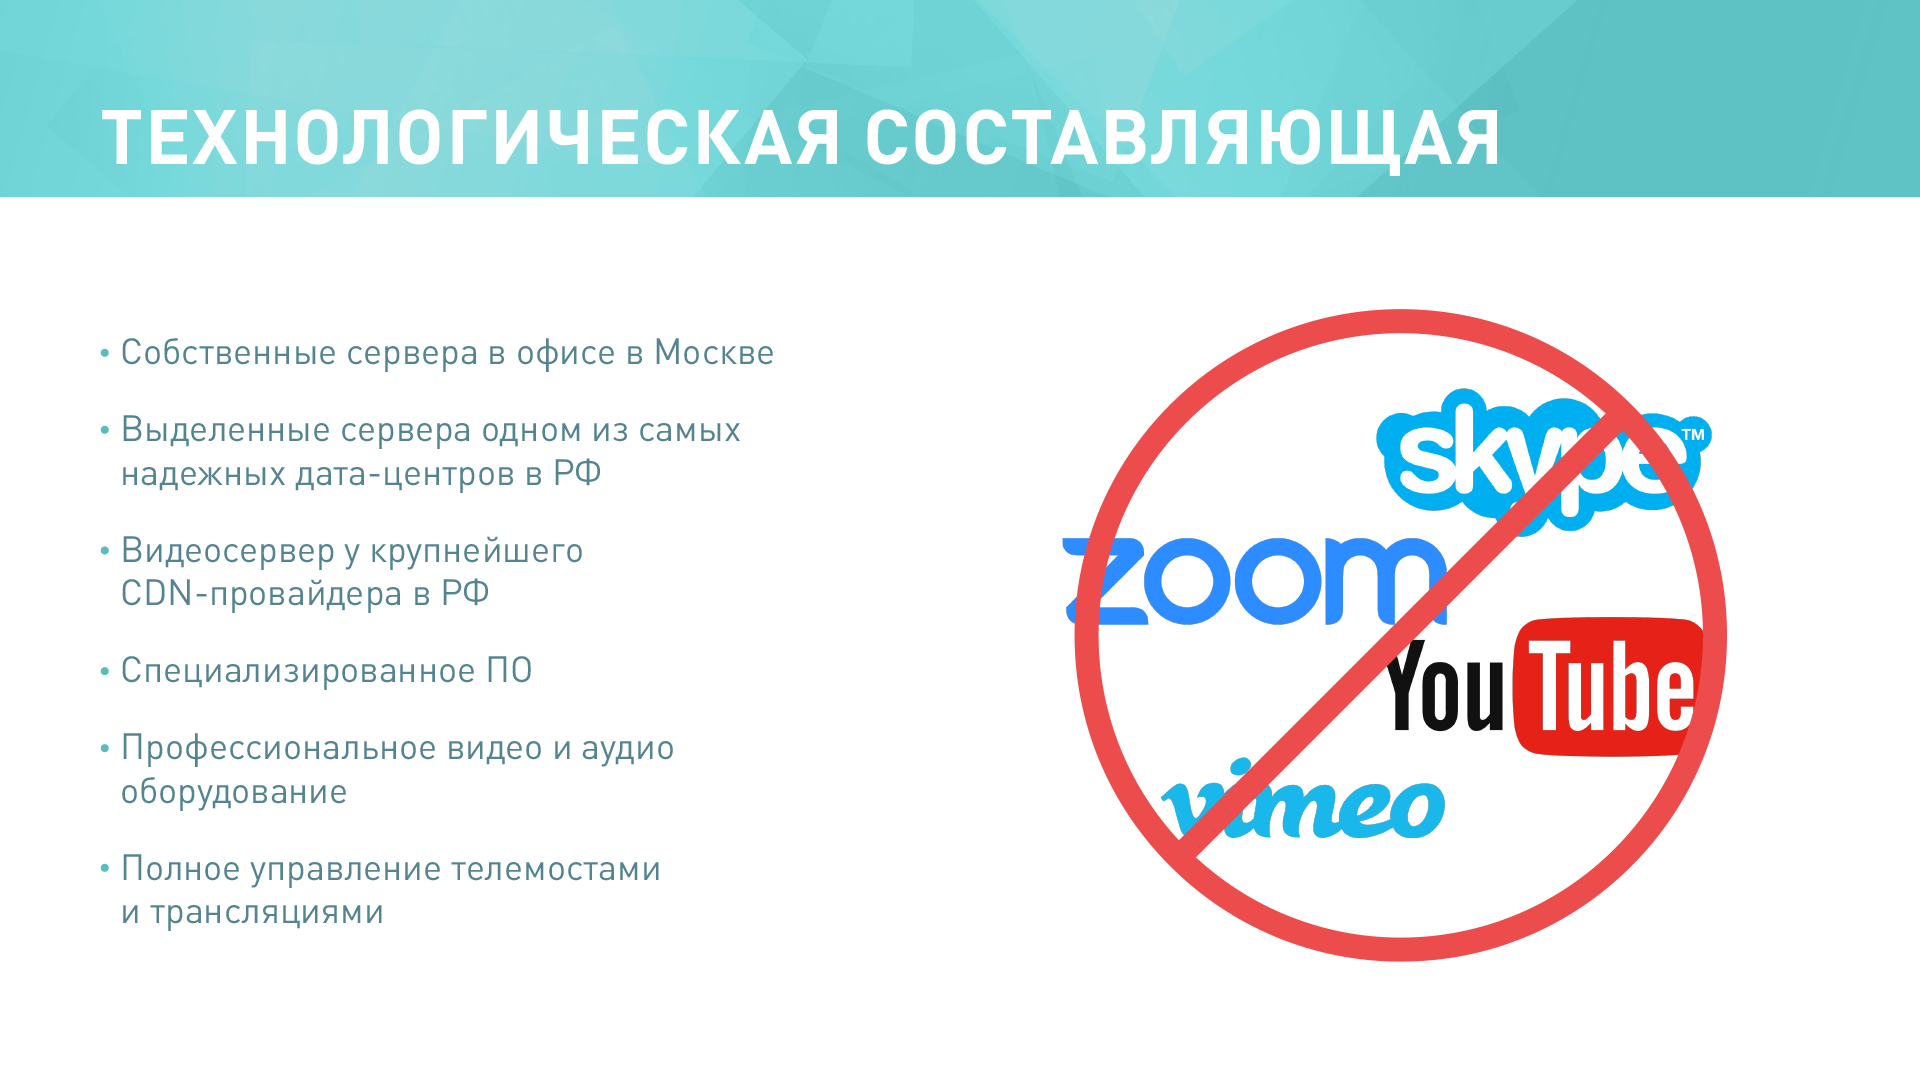 ТЕХНОЛОГИЧЕСКАЯ СОСТАВЛЯЮЩАЯ
• Собственные сервера в офисе в Москве
• Выделенные сервера одном из самых
надежных дата-центров в РФ
• Видеосервер у крупнейшего
CDN-провайдера в РФ
• Специализированное ПО
• Профессиональное видео и аудио
оборудование
• Полное управление телемостами
и трансляциями
skype™
zoom
YouTube
vimeo